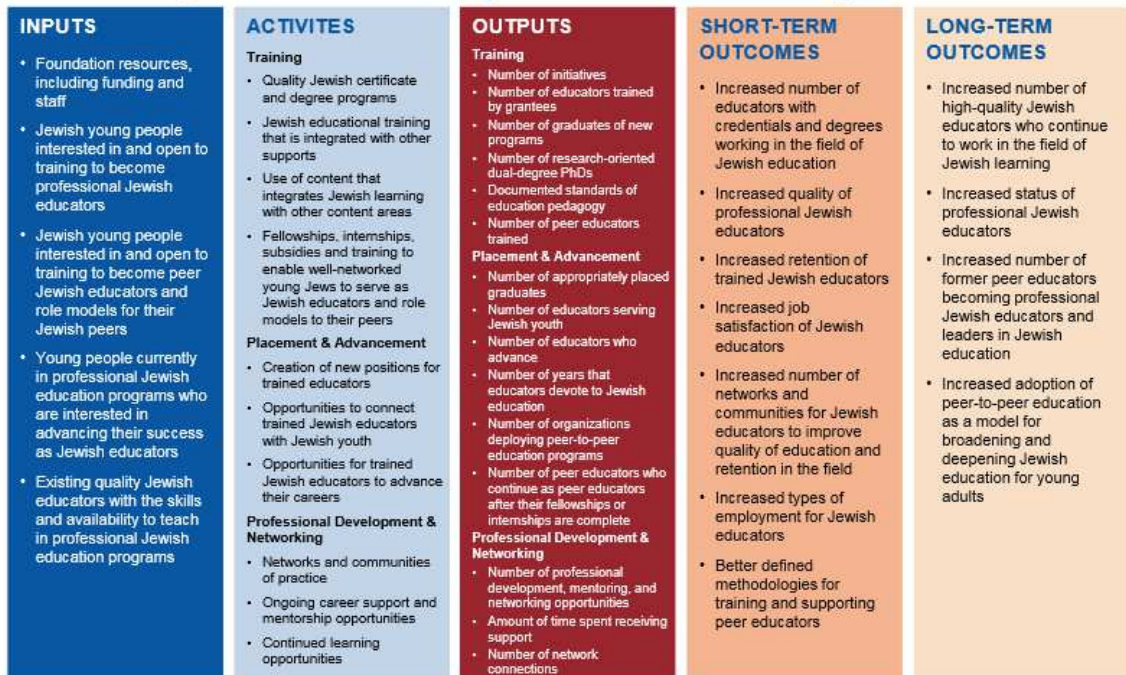 INPUTS
• Foundation resources,
including funding and
staff
• Jewish young people
interested in and open to
training to become
professional Jewish
educators
• Jewish young people
interested in and open to
training to become peer
Jewish educators and
role models for their
Jewish peers
• Young people currently
in professional Jewish
education programs who
are interested in
advancing their success
as Jewish educators
• Existing quality Jewish
educators with the skills
and availability to teach
in professional Jewish
education programs
ACTIVITES
Training
• Quality Jewish certificate
and degree programs
• Jewish educational training
that is integrated with other
supports
• Use of content that
integrates Jewish learning
with other content areas
• Fellowships, internships,
subsidies and training to
enable well-networked
young Jews to serve as
Jewish educators and role
models to their peers
Placement & Advancement
• Creation of new positions for
trained educators
• Opportunities to connect
trained Jewish educators
with Jewish youth
• Opportunities for trained
Jewish educators to advance
their careers
Professional Development &
Networking
• Networks and communities
of practice
• Ongoing career support and
mentorship opportunities
• Continued learning
opportunities
OUTPUTS
Training
• Number of initiatives
• Number of educators trained
by grantees
• Number of graduates of new
programs
• Number of research-oriented
dual-degree PhDs
• Documented standards of
education pedagogy
• Number of peer educators
trained
Placement & Advancement
• Number of appropriately placed
graduates
• Number of educators serving
Jewish youth
• Number of educators who
advance
• Number of years that
educators devote to Jewish
education
• Number of organizations
deploying peer-to-peer
education programs
• Number of peer educators who
continue as peer educators
after their fellowships or
internships are complete
Professional Development &
Networking
• Number of professional
development, mentoring, and
networking opportunities
• Amount of time spent receiving
support
• Number of network
connections
SHORT-TERM
OUTCOMES
• Increased number of
educators with
credentials and degrees
working in the field of
Jewish education
• Increased quality of
professional Jewish
educators
• Increased retention of
trained Jewish educators
• Increased job
satisfaction of Jewish
educators
• Increased number of
networks and
communities for Jewish
educators to improve
quality of education and
retention in the field
• Increased types of
employment for Jewish
educators
• Better defined
methodologies for
training and supporting
peer educators
LONG-TERM
OUTCOMES
• Increased number of
high-quality Jewish
educators who continue
to work in the field of
Jewish learning
• Increased status of
professional Jewish
educators
• Increased number of
former peer educators
becoming professional
Jewish educators and
leaders in Jewish
education
• Increased adoption of
peer-to-peer education
as a model for
broadening and
deepening Jewish
education for young
adults